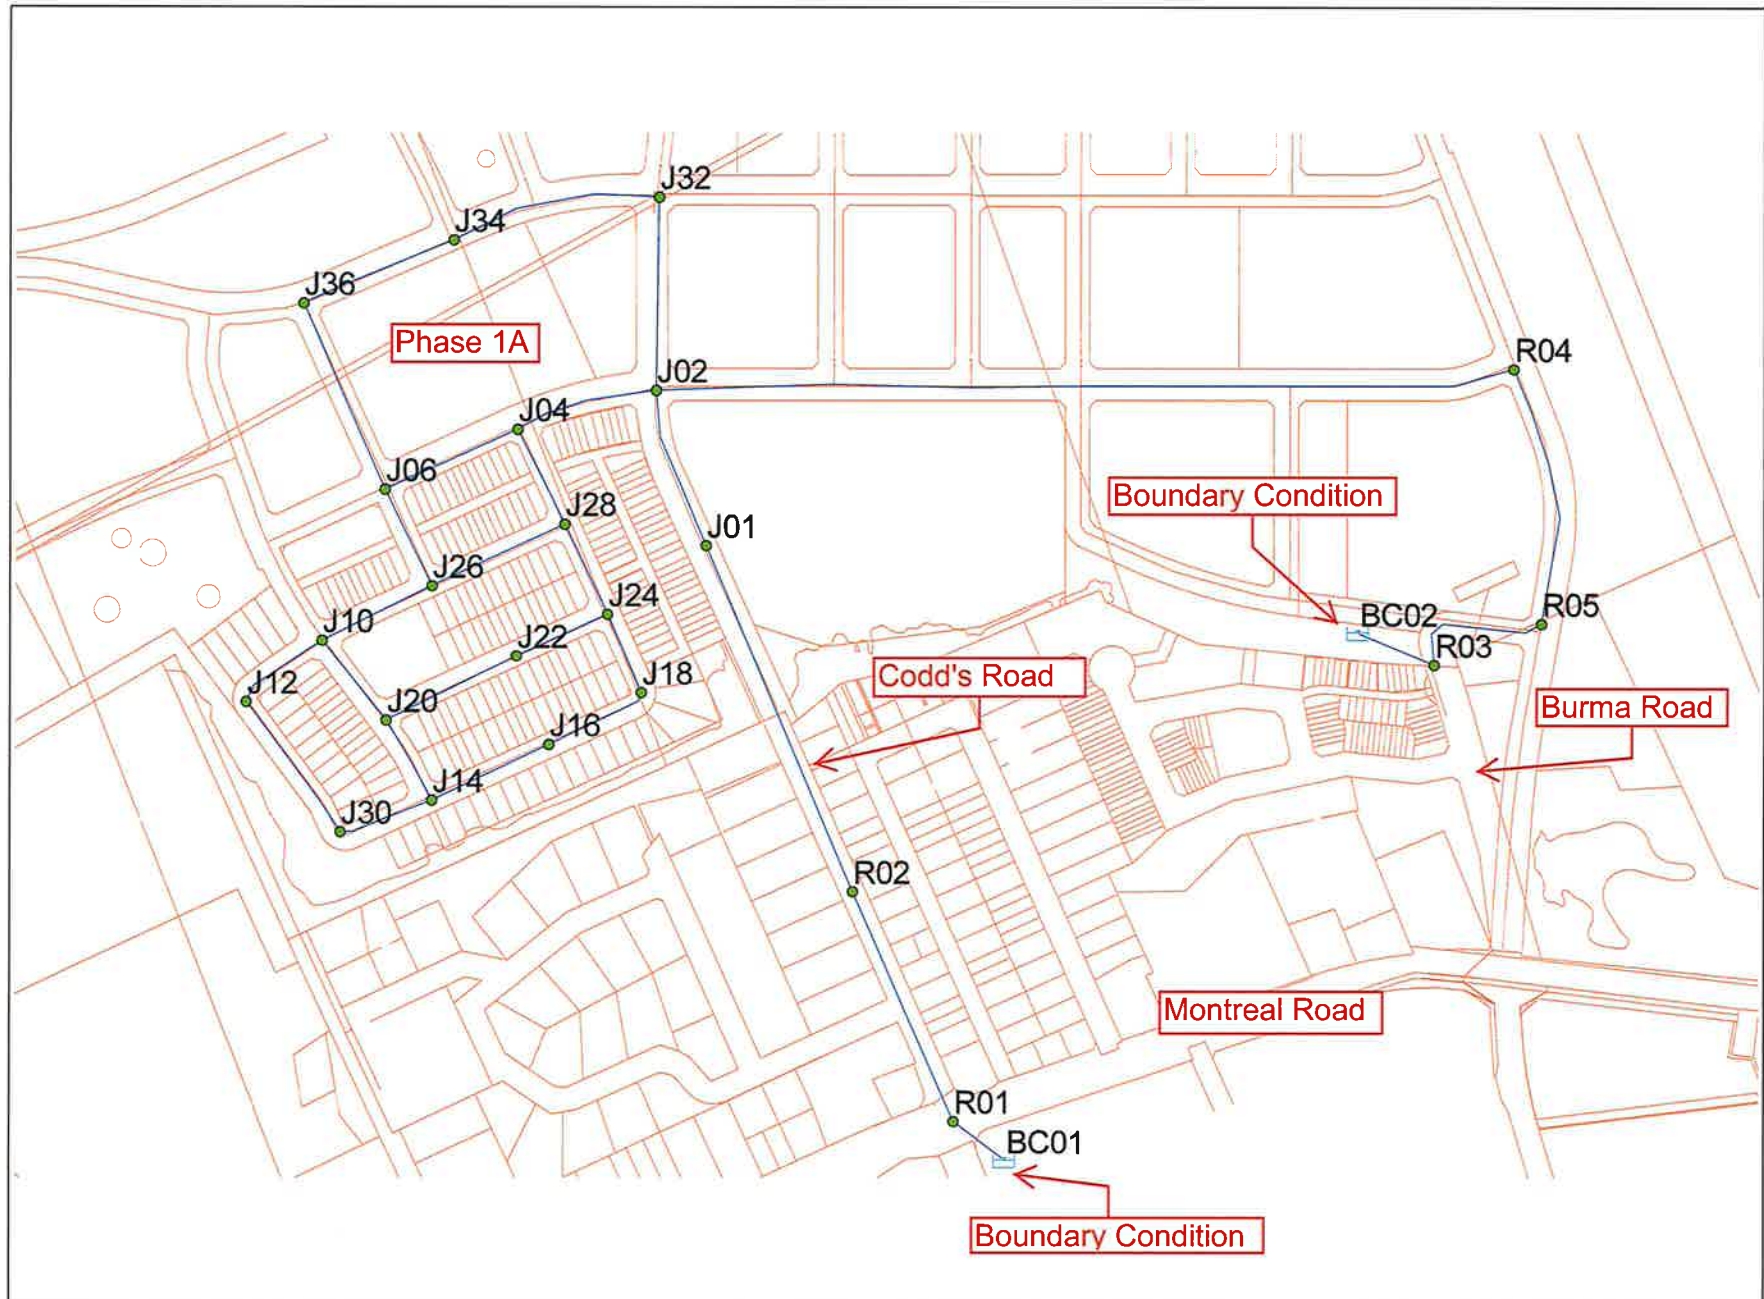 J32
J34
J36
Phase 1A
R04
J02
J04
J06
Boundary Condition
J28
J01
J26
J24
BC02
R05
J10
J22
R03
Codd's Road
J12
J18
Burma Road
J20
J16
J14
J30
R02
Montreal Road
R01
BC01
Boundary Condition